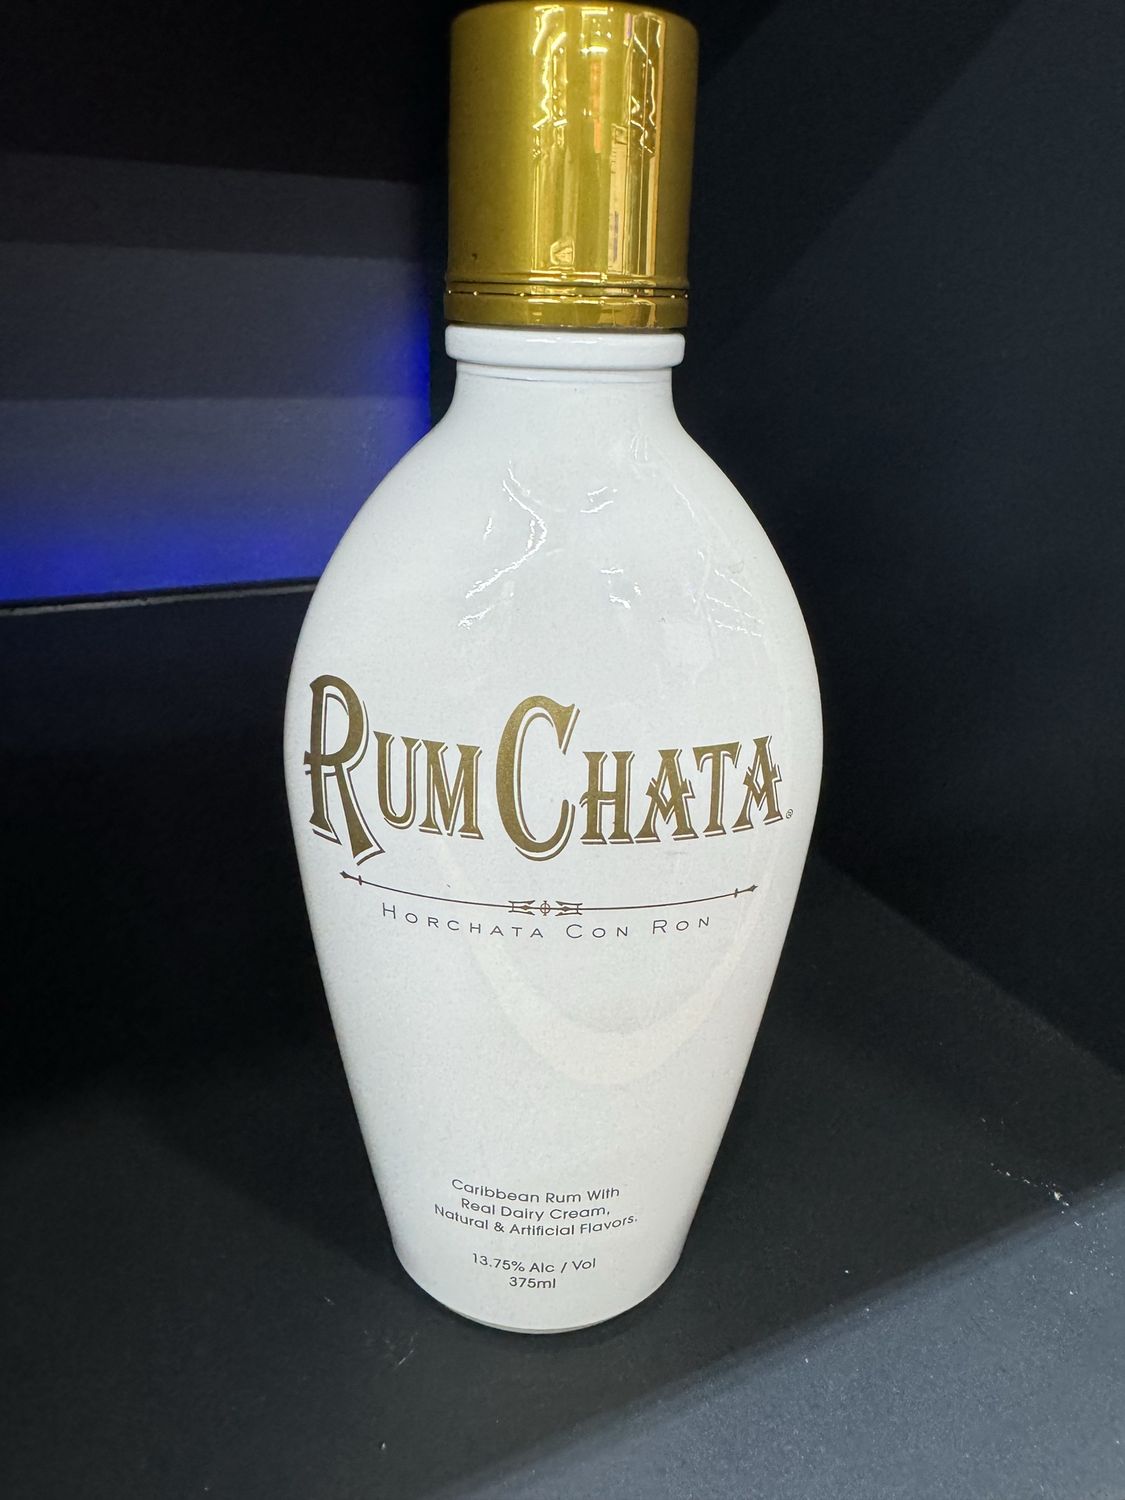 RUMCHATA®
HORCHATA CON RON
Caribbean Rum With
Real Dairy Cream,
Natural & Artificial Flavors.
13.75% Alc / Vol
375ml